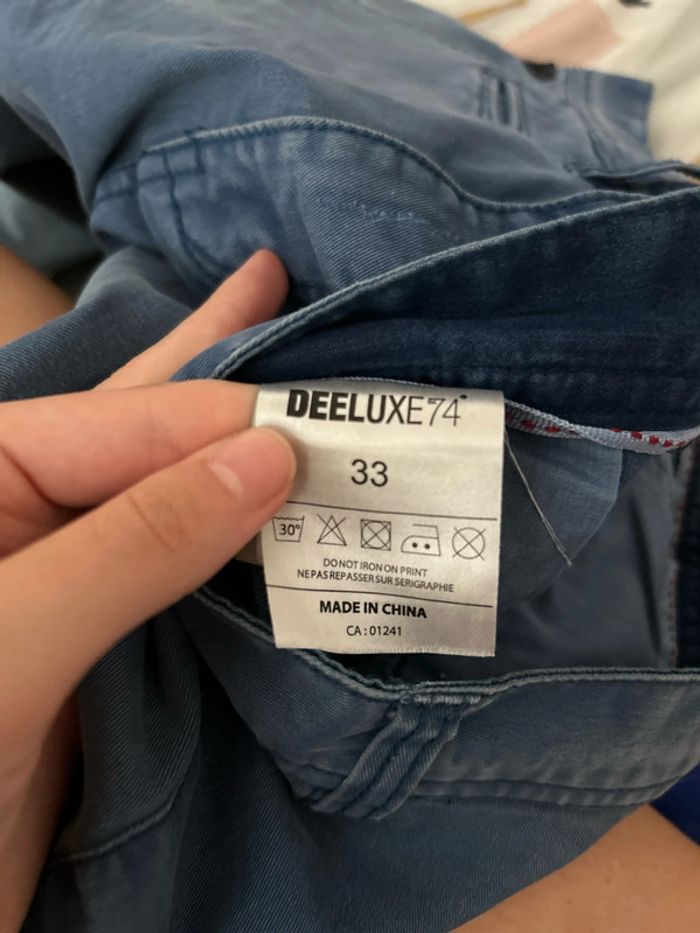 DEELUXE74°
33
30°
DO NOT IRON ON PRINT
NE PAS REPASSER SUR SERIGRAPHIE
MADE IN CHINA
CA : 01241